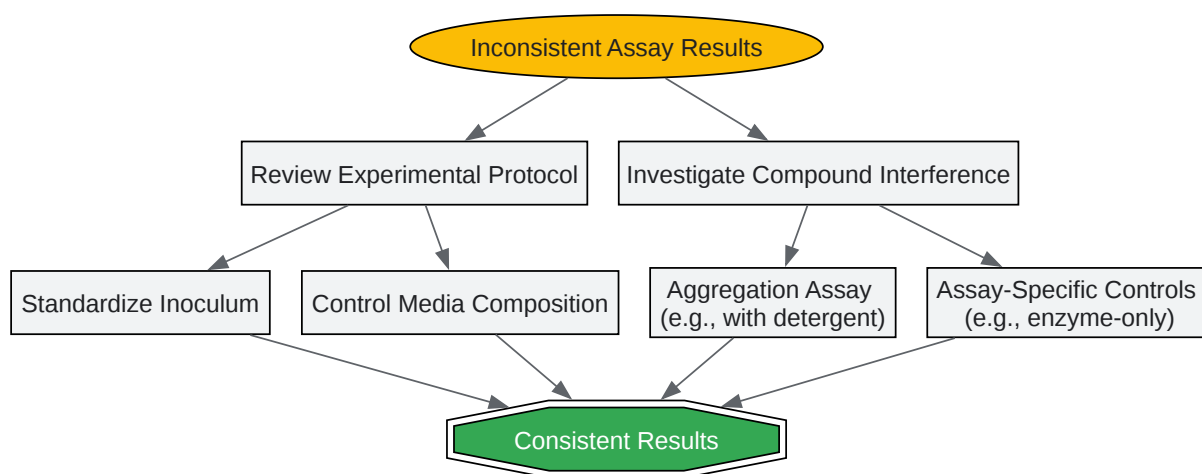 Inconsistent Assay Results
Review Experimental Protocol
Investigate Compound Interference
Standardize Inoculum
Control Media Composition
Aggregation Assay
(e.g., with detergent)
Assay-Specific Controls
(e.g., enzyme-only)
Consistent Results